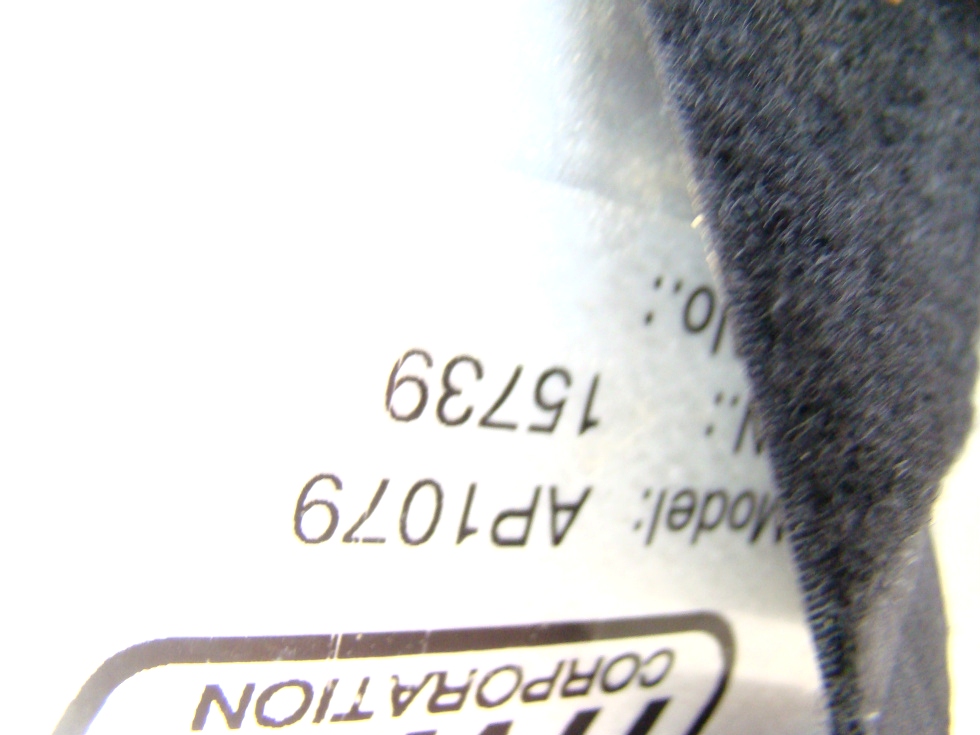 CORPORATION
Model: AP1079
N.: 15739
o.: